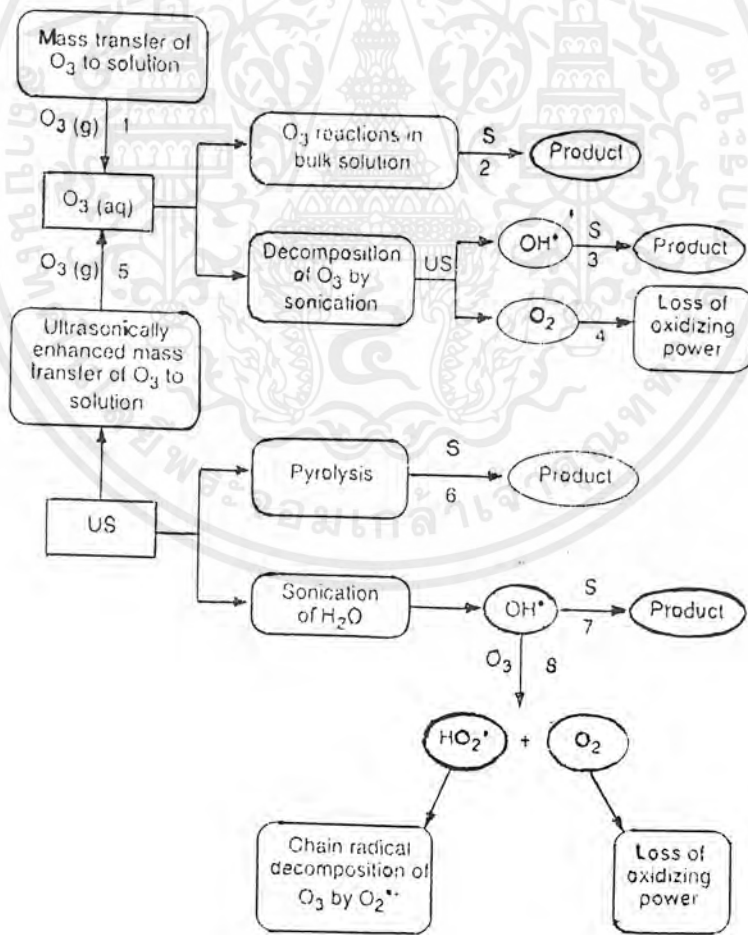 Mass transfer of
O₃ to solution
O₃ (g) 1
O₃ (aq)
O₃ reactions in
bulk solution
S
2
Product
Decomposition
of O₃ by
sonication
US
OH•
S
3
Product
O₂
4
Loss of
oxidizing
power
O₃ (g) 5
Ultrasonically
enhanced mass
transfer of O₃ to
solution
US
Pyrolysis
S
6
Product
Sonication
of H₂O
OH•
S
7
Product
O₃ S
HO₂• + O₂
Chain radical
decomposition of
O₃ by O₂•⁻
Loss of
oxidizing
power